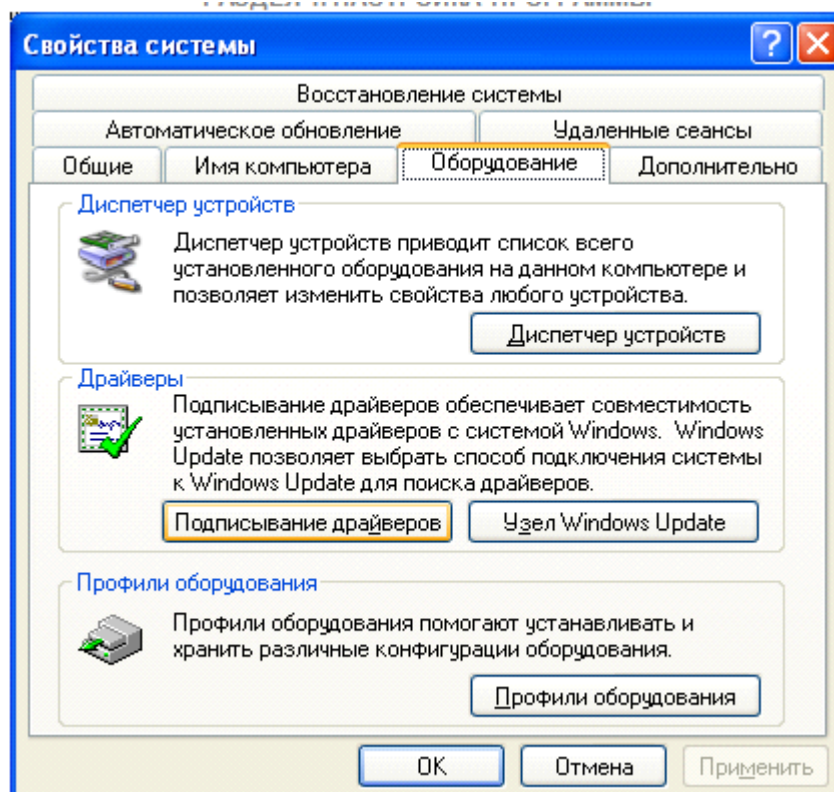 Свойства системы
Восстановление системы
Автоматическое обновление Удаленные сеансы
Общие Имя компьютера Оборудование Дополнительно
Диспетчер устройств
Диспетчер устройств приводит список всего
установленного оборудования на данном компьютере и
позволяет изменить свойства любого устройства.
Диспетчер устройств
Драйверы
Подписывание драйверов обеспечивает совместимость
установленных драйверов с системой Windows. Windows
Update позволяет выбрать способ подключения системы
к Windows Update для поиска драйверов.
Подписывание драйверов Узел Windows Update
Профили оборудования
Профили оборудования помогают устанавливать и
хранить различные конфигурации оборудования.
Профили оборудования
OK Отмена Применить